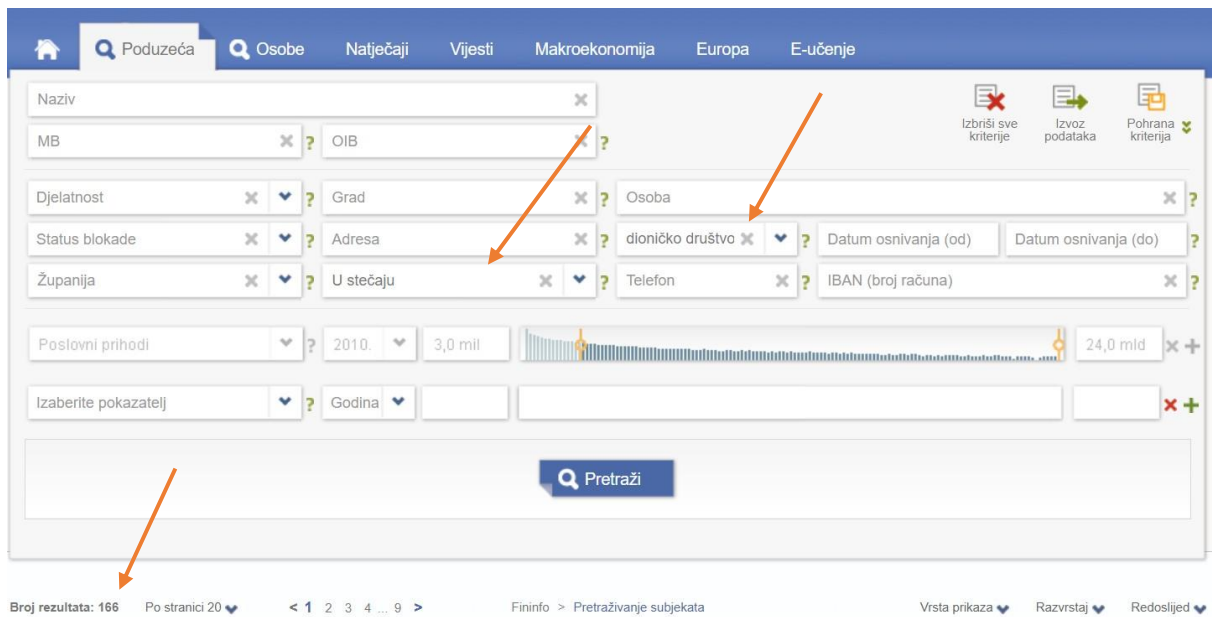 Poduzeća Osobe Natječaji Vijesti Makroekonomija Europa E-učenje
Naziv
MB ? OIB ?
Izbriši sve kriterije
Izvoz podataka
Pohrana kriterija
Djelatnost ? Grad ? Osoba ?
Status blokade ? Adresa ? dioničko društvo ? Datum osnivanja (od) Datum osnivanja (do) ?
Županija ? U stečaju ? Telefon ? IBAN (broj računa) ?
Poslovni prihodi ? 2010. 3,0 mil 24,0 mld
Izaberite pokazatelj ? Godina
Pretraži
Broj rezultata: 166 Po stranici 20 < 1 2 3 4 ... 9 > Fininfo > Pretraživanje subjekata Vrsta prikaza Razvrstaj Redoslijed